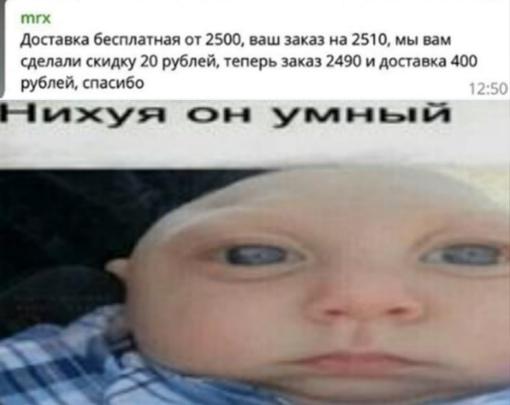 mrx
Доставка бесплатная от 2500, ваш заказ на 2510, мы вам
сделали скидку 20 рублей, теперь заказ 2490 и доставка 400
рублей, спасибо
12:50
Нихуя он умный